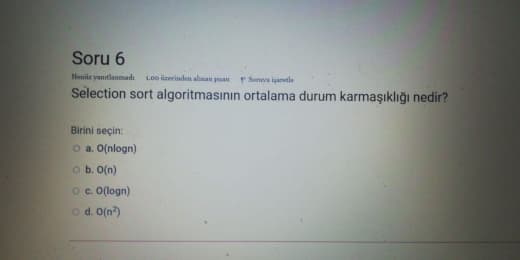 Soru 6
Henüz yanıtlanmadı 1,00 üzerinden alınan puan Soruyu işaretle
Selection sort algoritmasının ortalama durum karmaşıklığı nedir?
Birini seçin:
a. O(nlogn)
b. O(n)
c. O(logn)
d. O(n²)